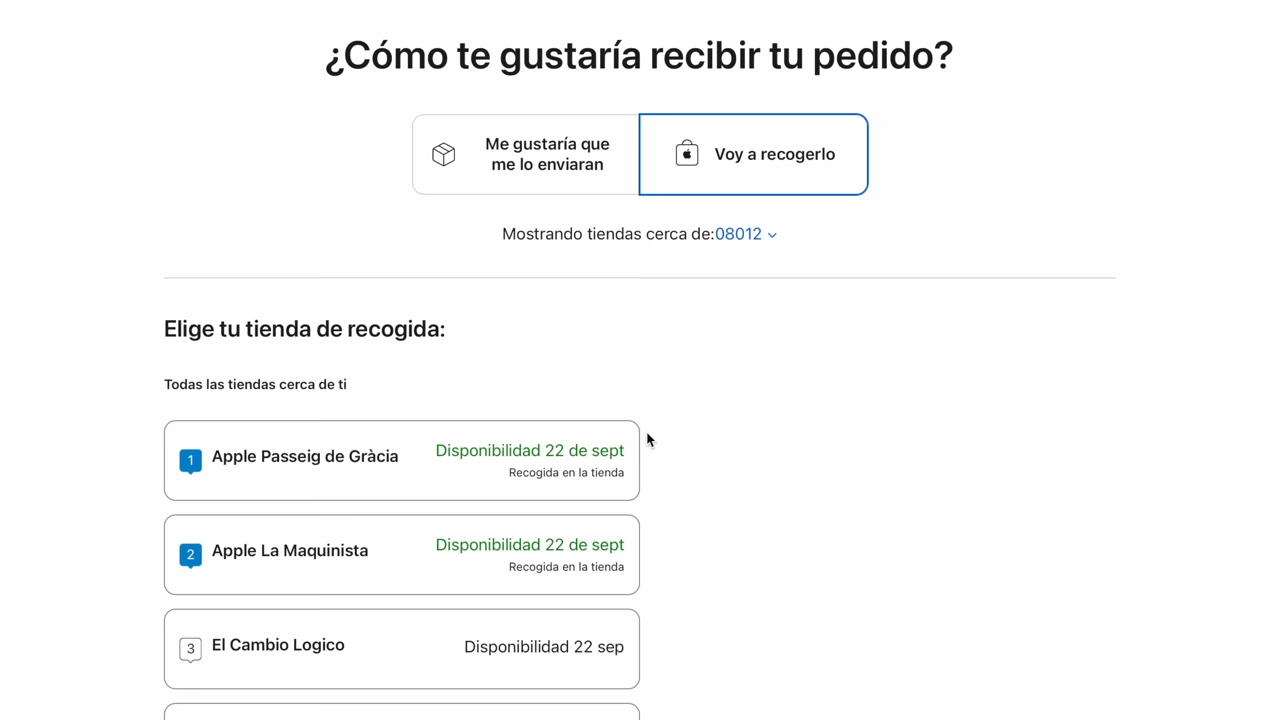 ¿Cómo te gustaría recibir tu pedido?
Me gustaría que
me lo enviaran
Voy a recogerlo
Mostrando tiendas cerca de:08012
Elige tu tienda de recogida:
Todas las tiendas cerca de ti
1 Apple Passeig de Gràcia Disponibilidad 22 de sept
Recogida en la tienda
2 Apple La Maquinista Disponibilidad 22 de sept
Recogida en la tienda
3 El Cambio Logico Disponibilidad 22 sep